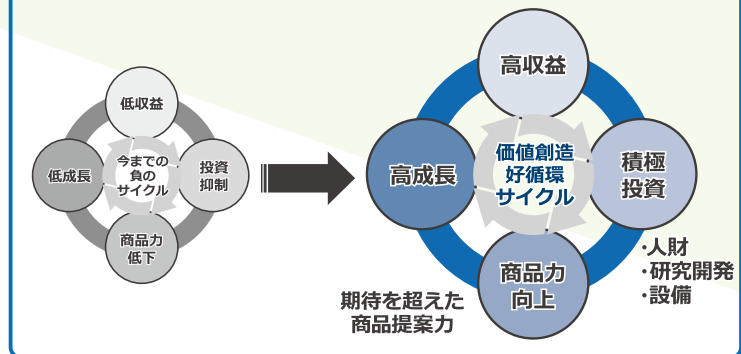 低収益
低成長
今までの
負の
サイクル
投資
抑制
商品力
低下
高収益
高成長
価値創造
好循環
サイクル
積極
投資
商品力
向上
期待を超えた
商品提案力
・人財
・研究開発
・設備